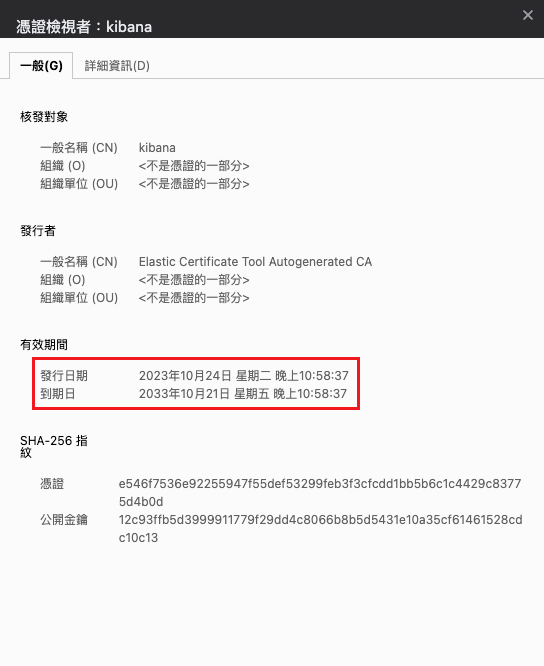 憑證檢視者：kibana
一般(G)
詳細資訊(D)
核發對象
一般名稱 (CN) kibana
組織 (O) <不是憑證的一部分>
組織單位 (OU) <不是憑證的一部分>
發行者
一般名稱 (CN) Elastic Certificate Tool Autogenerated CA
組織 (O) <不是憑證的一部分>
組織單位 (OU) <不是憑證的一部分>
有效期間
發行日期 2023年10月24日 星期二 晚上10:58:37
到期日 2033年10月21日 星期五 晚上10:58:37
SHA-256 指
紋
憑證 e546f7536e92255947f55def53299feb3f3cfcdd1bb5b6c1c4429c8377
5d4b0d
公開金鑰 12c93ffb5d3999911779f29dd4c8066b8b5d5431e10a35cf61461528cd
c10c13